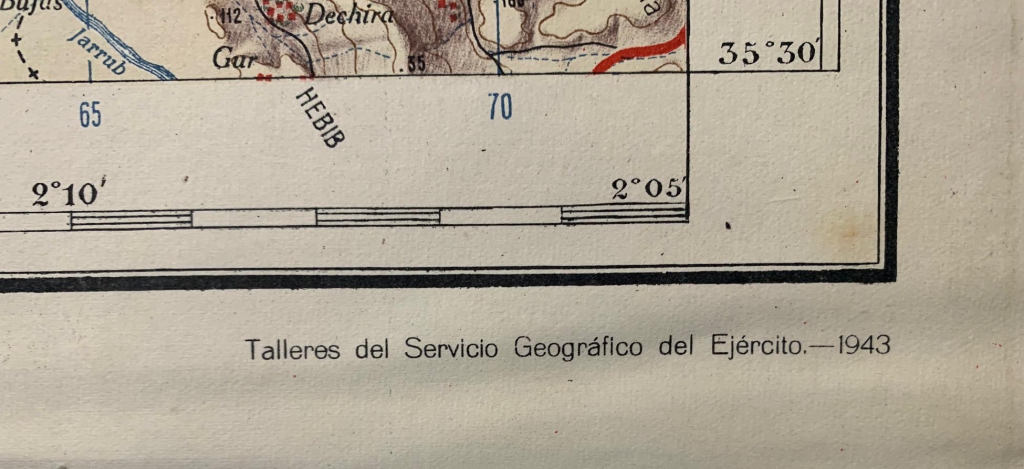 Bujas
112
Dechira
Jarrub
Gar
.35
35°30'
65
HEBIB
70
2°10'
2°05'
Talleres del Servicio Geográfico del Ejército.—1943